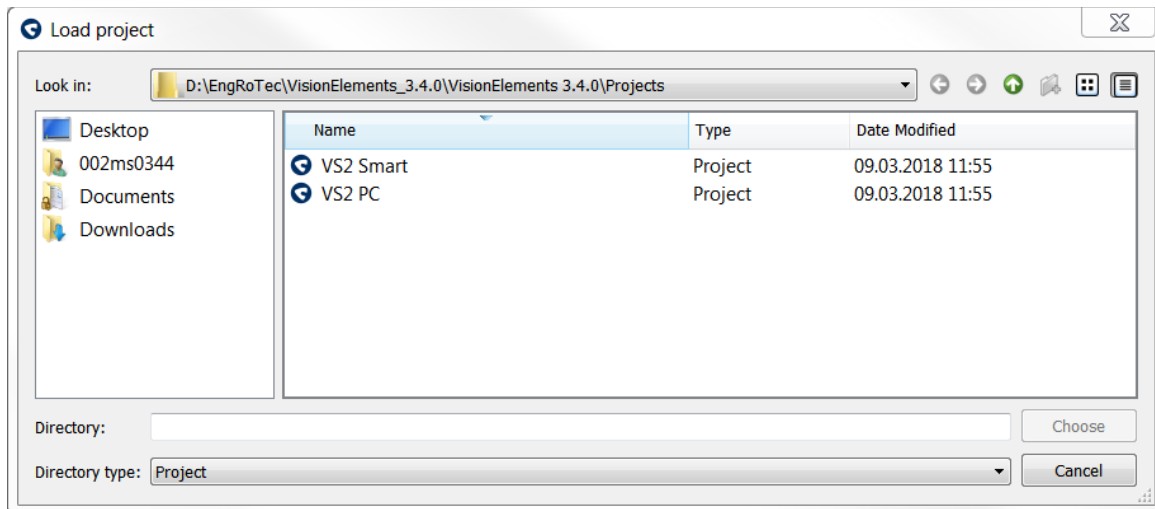 Load project
Look in: D:\EngRoTec\VisionElements_3.4.0\VisionElements 3.4.0\Projects
Desktop
002ms0344
Documents
Downloads
Name Type Date Modified
VS2 Smart Project 09.03.2018 11:55
VS2 PC Project 09.03.2018 11:55
Directory: Choose
Directory type: Project Cancel